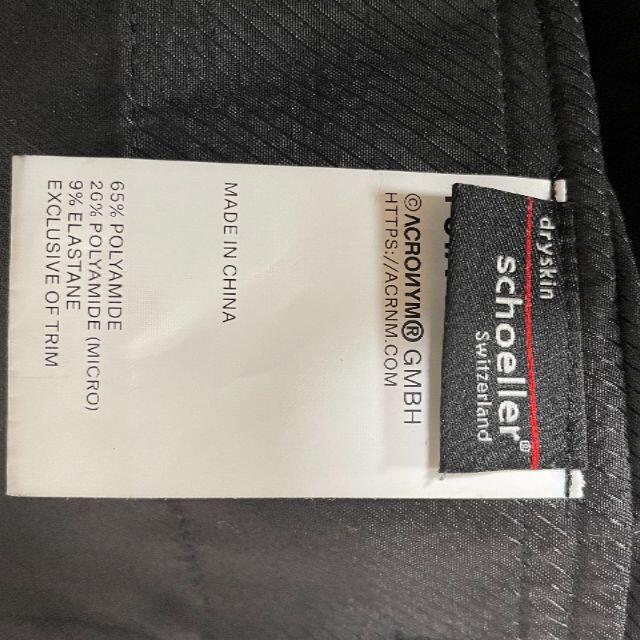 dryskin
schoeller®
Switzerland
©ACROИYM® GMBH
HTTPS://ACRNM.COM
MADE IN CHINA
65% POLYAMIDE
26% POLYAMIDE (MICRO)
9% ELASTANE
EXCLUSIVE OF TRIM